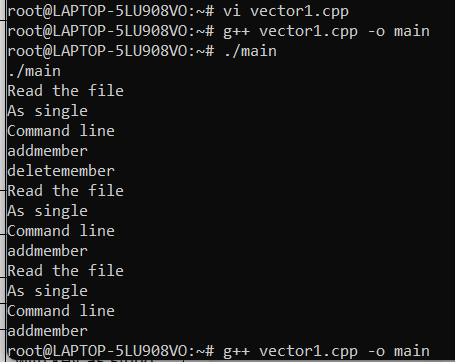 root@LAPTOP-5LU908VO:~# vi vector1.cpp
root@LAPTOP-5LU908VO:~# g++ vector1.cpp -o main
root@LAPTOP-5LU908VO:~# ./main
./main
Read the file
As single
Command line
addmember
deletemember
Read the file
As single
Command line
addmember
Read the file
As single
Command line
addmember
root@LAPTOP-5LU908VO:~# g++ vector1.cpp -o main